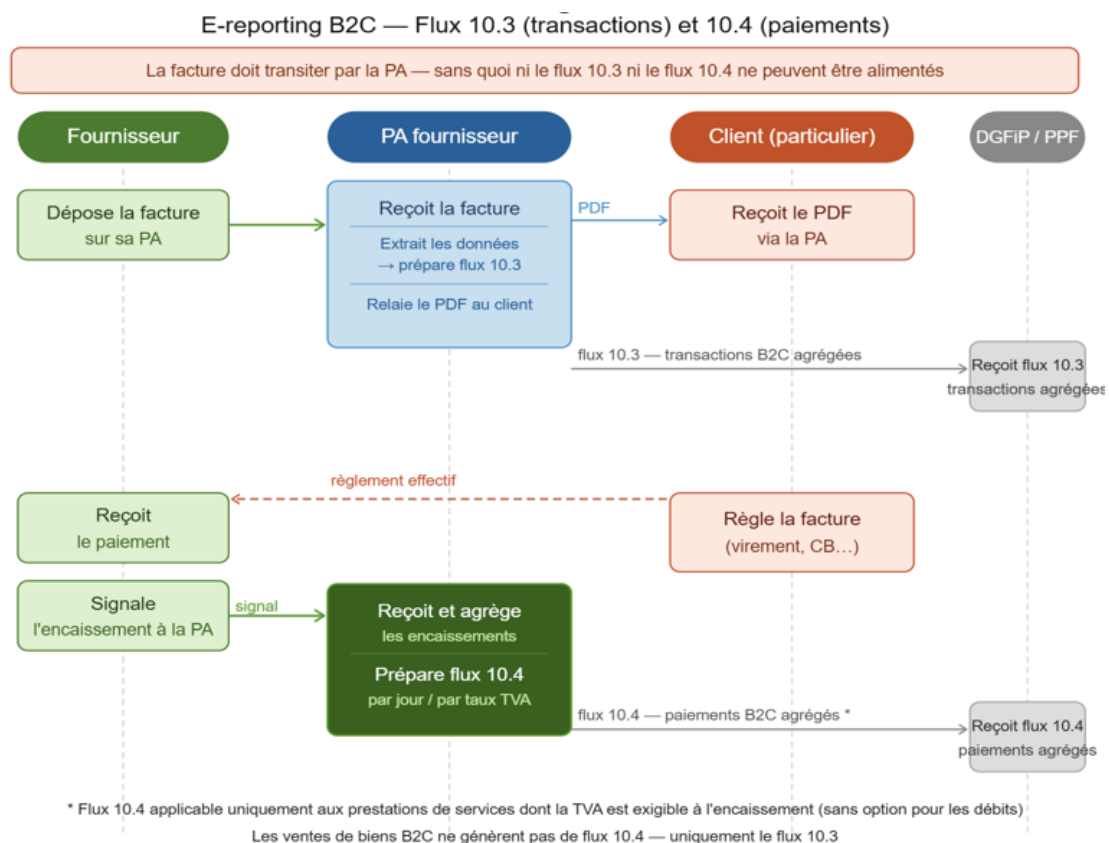 E-reporting B2C — Flux 10.3 (transactions) et 10.4 (paiements)
La facture doit transiter par la PA — sans quoi ni le flux 10.3 ni le flux 10.4 ne peuvent être alimentés
Fournisseur
PA fournisseur
Client (particulier)
DGFiP / PPF
Dépose la facture
sur sa PA
Reçoit la facture
Extrait les données
→ prépare flux 10.3
Relaie le PDF au client
PDF
Reçoit le PDF
via la PA
flux 10.3 — transactions B2C agrégées
Reçoit flux 10.3
transactions agrégées
règlement effectif
Reçoit
le paiement
Règle la facture
(virement, CB…)
Signale
l'encaissement à la PA
signal
Reçoit et agrège
les encaissements
Prépare flux 10.4
par jour / par taux TVA
flux 10.4 — paiements B2C agrégés *
Reçoit flux 10.4
paiements agrégés
* Flux 10.4 applicable uniquement aux prestations de services dont la TVA est exigible à l'encaissement (sans option pour les débits)
Les ventes de biens B2C ne génèrent pas de flux 10.4 — uniquement le flux 10.3